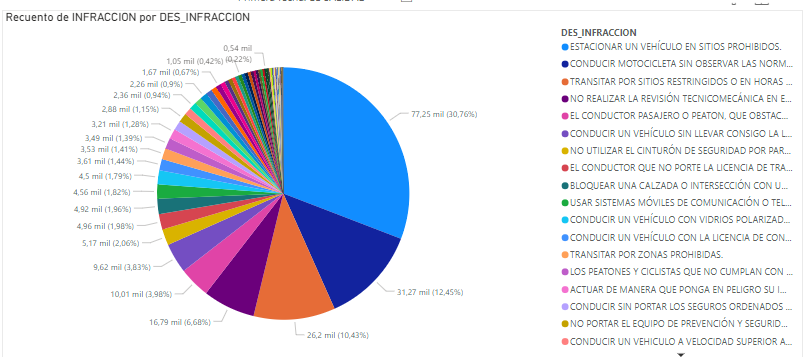 Recuento de INFRACCION por DES_INFRACCION
0,54 mil
(0,22%)
1,05 mil (0,42%)
1,67 mil (0,67%)
2,26 mil (0,9%)
2,36 mil (0,94%)
2,88 mil (1,15%)
3,21 mil (1,28%)
3,49 mil (1,39%)
3,53 mil (1,41%)
3,61 mil (1,44%)
4,5 mil (1,79%)
4,56 mil (1,82%)
4,92 mil (1,96%)
4,96 mil (1,98%)
5,17 mil (2,06%)
9,62 mil (3,83%)
10,01 mil (3,98%)
16,79 mil (6,68%)
26,2 mil (10,43%)
31,27 mil (12,45%)
77,25 mil (30,76%)
DES_INFRACCION
ESTACIONAR UN VEHÍCULO EN SITIOS PROHIBIDOS.
CONDUCIR MOTOCICLETA SIN OBSERVAR LAS NORM...
TRANSITAR POR SITIOS RESTRINGIDOS O EN HORAS ...
NO REALIZAR LA REVISIÓN TECNICOMECÁNICA EN E...
EL CONDUCTOR PASAJERO O PEATON, QUE OBSTAC...
CONDUCIR UN VEHÍCULO SIN LLEVAR CONSIGO LA L...
NO UTILIZAR EL CINTURÓN DE SEGURIDAD POR PAR...
EL CONDUCTOR QUE NO PORTE LA LICENCIA DE TRA...
BLOQUEAR UNA CALZADA O INTERSECCIÓN CON U...
USAR SISTEMAS MÓVILES DE COMUNICACIÓN O TEL...
CONDUCIR UN VEHÍCULO CON VIDRIOS POLARIZAD...
CONDUCIR UN VEHÍCULO CON LA LICENCIA DE CON...
TRANSITAR POR ZONAS PROHIBIDAS.
LOS PEATONES Y CICLISTAS QUE NO CUMPLAN CON ...
ACTUAR DE MANERA QUE PONGA EN PELIGRO SU I...
CONDUCIR SIN PORTAR LOS SEGUROS ORDENADOS ...
NO PORTAR EL EQUIPO DE PREVENCIÓN Y SEGURID...
CONDUCIR UN VEHICULO A VELOCIDAD SUPERIOR A...